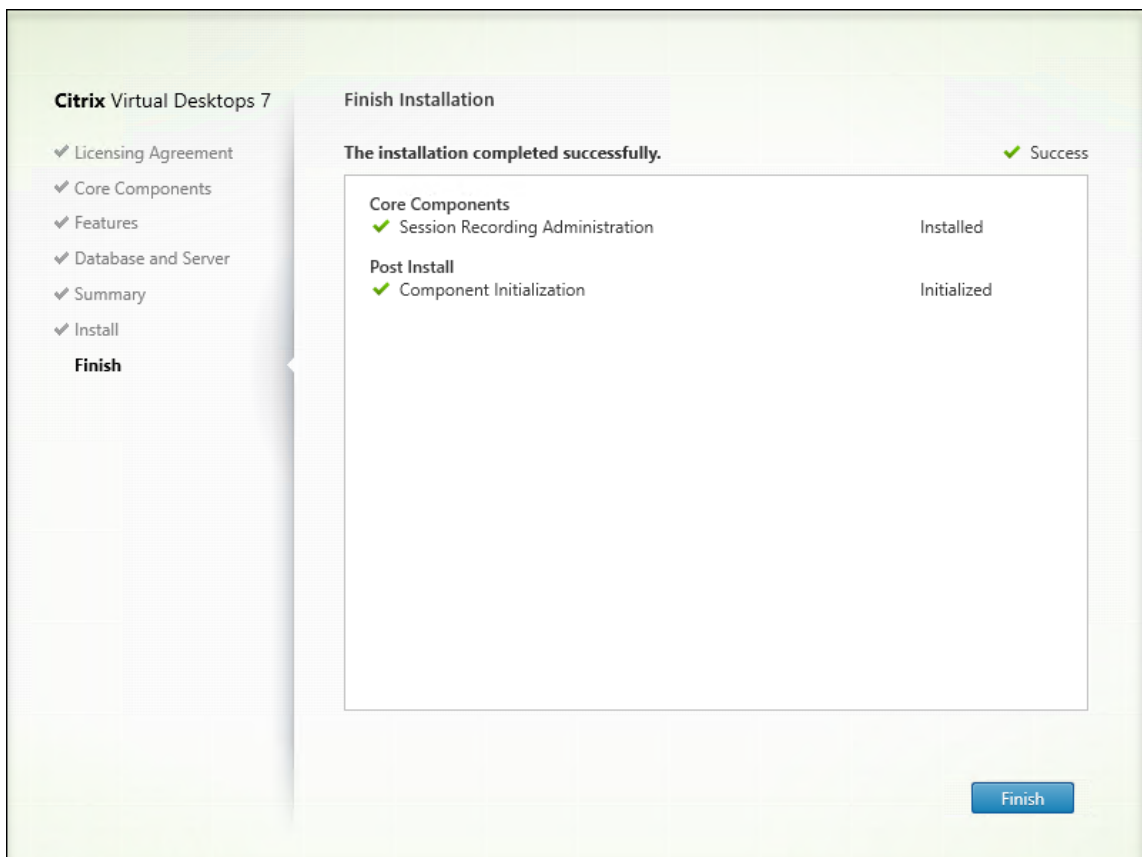 Citrix Virtual Desktops 7
Licensing Agreement
Core Components
Features
Database and Server
Summary
Install
Finish
Finish Installation
The installation completed successfully.
Success
Core Components
Session Recording Administration Installed
Post Install
Component Initialization Initialized
Finish